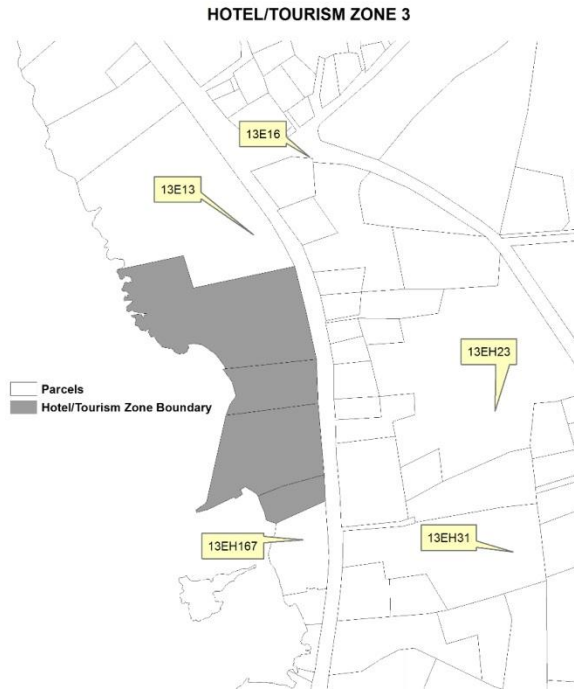 HOTEL/TOURISM ZONE 3
13E16
13E13
13EH23
Parcels
Hotel/Tourism Zone Boundary
13EH167
13EH31